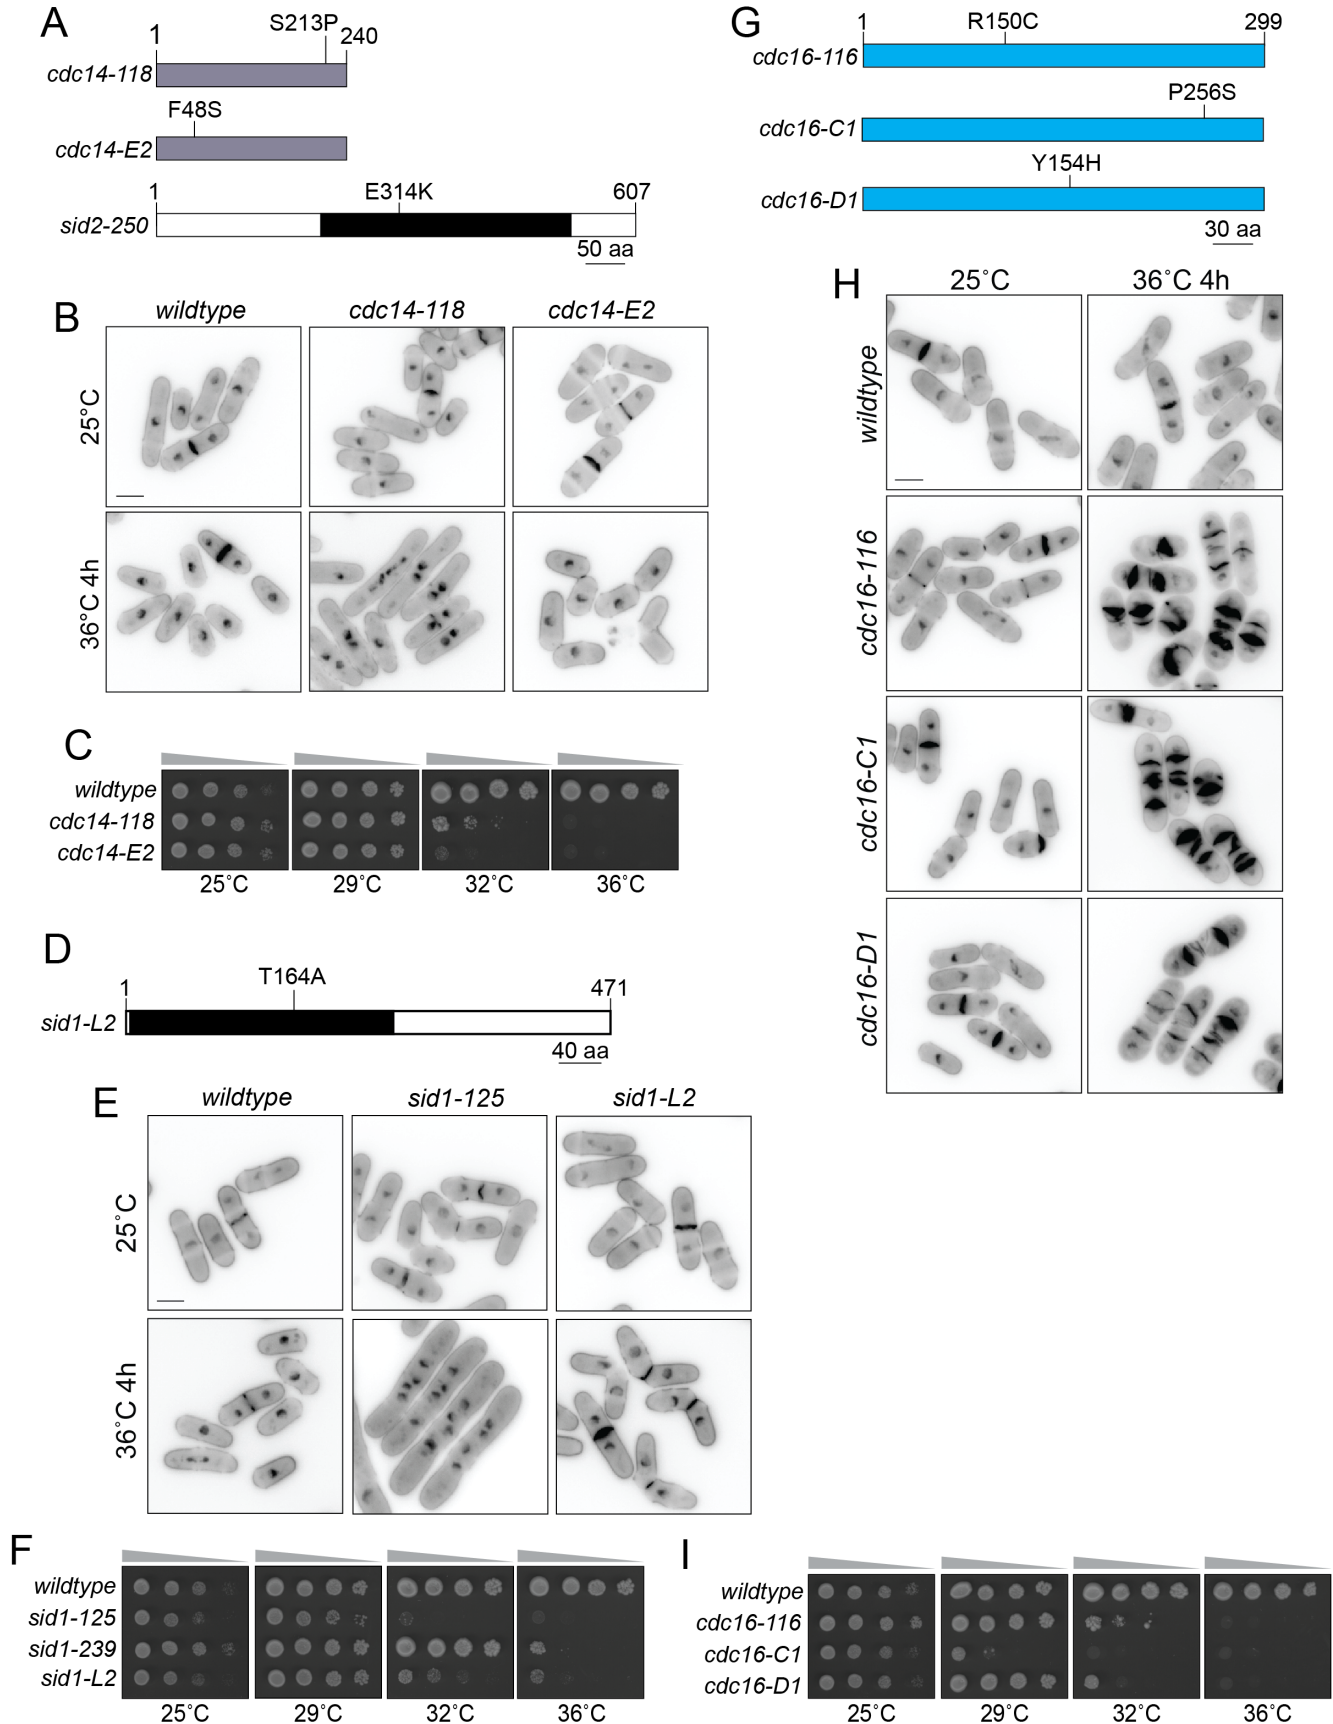 A
S213P
1
240
cdc14-118
F48S
cdc14-E2
1
E314K
607
sid2-250
50 aa
B
wildtype
cdc14-118
cdc14-E2
25°C
36°C 4h
C
wildtype
cdc14-118
cdc14-E2
25˚C
29˚C
32˚C
36˚C
D
T164A
1
471
sid1-L2
40 aa
E
wildtype
sid1-125
sid1-L2
25˚C
36˚C 4h
F
wildtype
sid1-125
sid1-239
sid1-L2
25˚C
29˚C
32˚C
36˚C
G
1
R150C
299
cdc16-116
P256S
cdc16-C1
Y154H
cdc16-D1
30 aa
H
25˚C
36˚C 4h
wildtype
cdc16-116
cdc16-C1
cdc16-D1
I
wildtype
cdc16-116
cdc16-C1
cdc16-D1
25˚C
29˚C
32˚C
36˚C